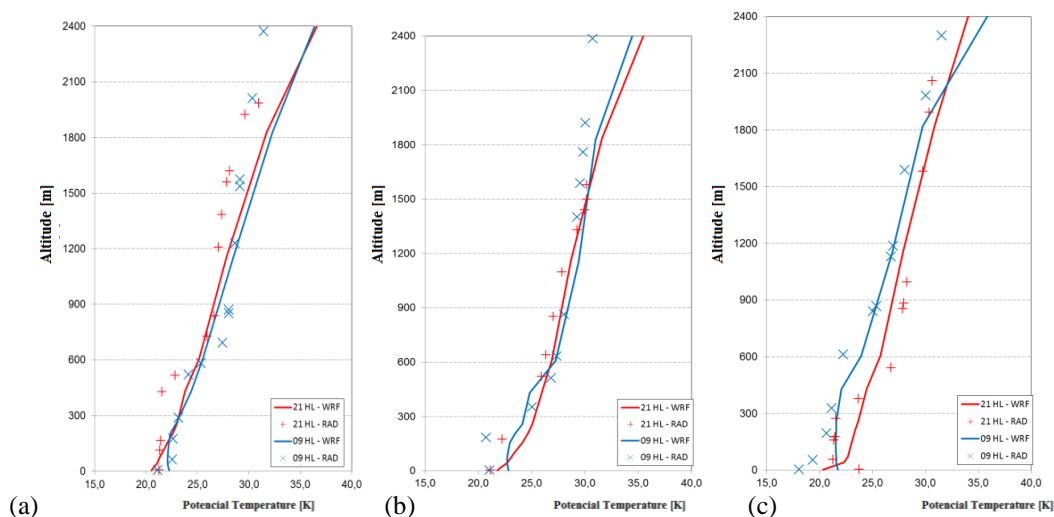 2400
2100
1800
1500
1200
900
600
300
0
Altitude [m]
15,0 20,0 25,0 30,0 35,0 40,0
Potencial Temperature [K]
21 HL - WRF
21 HL - RAD
09 HL - WRF
09 HL - RAD
(a)
2400
2100
1800
1500
1200
900
600
300
0
Altitude [m]
15,0 20,0 25,0 30,0 35,0 40,0
Potencial Temperature [K]
21 HL - WRF
21 HL - RAD
09 HL - WRF
09 HL - RAD
(b)
2400
2100
1800
1500
1200
900
600
300
0
Altitude [m]
15,0 20,0 25,0 30,0 35,0 40,0
Potencial Temperature [K]
21 HL - WRF
21 HL - RAD
09 HL - WRF
09 HL - RAD
(c)